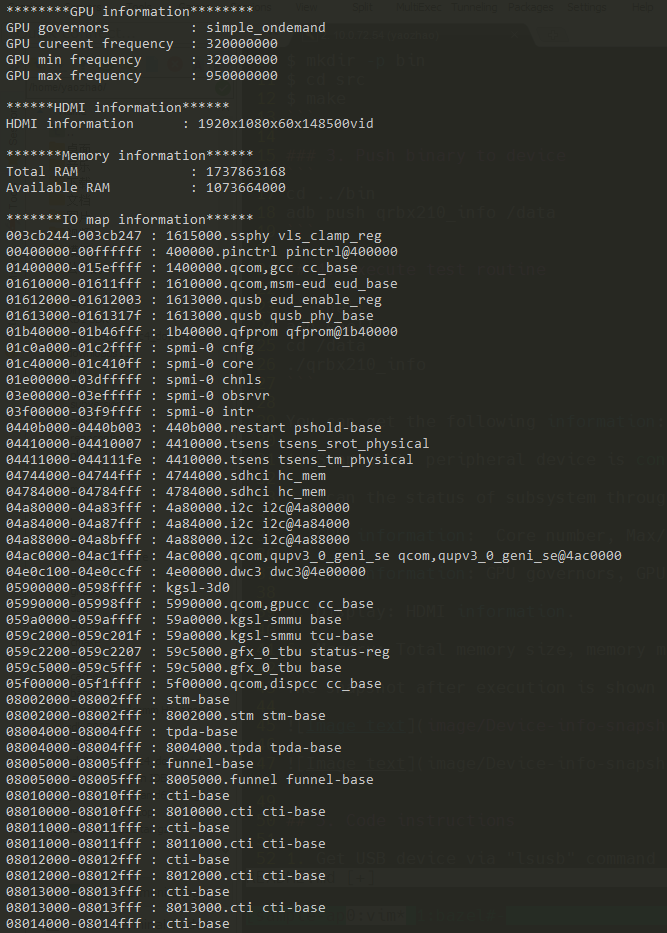 ********GPU information********
GPU governors          : simple_ondemand
GPU cureent frequency  : 320000000
GPU min frequency      : 320000000
GPU max frequency      : 950000000
******HDMI information******
HDMI information      : 1920x1080x60x148500vid
*******Memory information******
Total RAM              : 1737863168
Available RAM          : 1073664000
*******IO map information******
003cb244-003cb247 : 1615000.ssphy vls_clamp_reg
00400000-00ffffff : 400000.pinctrl pinctrl@400000
01400000-015effff : 1400000.qcom,gcc cc_base
01610000-01611fff : 1610000.qcom,msm-eud eud_base
01612000-01612003 : 1613000.qusb eud_enable_reg
01613000-0161317f : 1613000.qusb qusb_phy_base
01b40000-01b46fff : 1b40000.qfprom qfprom@1b40000
01c0a000-01c2ffff : spmi-0 cnfg
01c40000-01c410ff : spmi-0 core
01e00000-03dfffff : spmi-0 chnls
03e00000-03efffff : spmi-0 obsrvr
03f00000-03f9ffff : spmi-0 intr
0440b000-0440b003 : 440b000.restart pshold-base
04410000-04410007 : 4410000.tsens tsens_srot_physical
04411000-044111fe : 4410000.tsens tsens_tm_physical
04744000-04744fff : 4744000.sdhci hc_mem
04784000-04784fff : 4784000.sdhci hc_mem
04a80000-04a83fff : 4a80000.i2c i2c@4a80000
04a84000-04a87fff : 4a84000.i2c i2c@4a84000
04a88000-04a8bfff : 4a88000.i2c i2c@4a88000
04ac0000-04ac1fff : 4ac0000.qcom,qupv3_0_geni_se qcom,qupv3_0_geni_se@4ac0000
04e0c100-04e0ccff : 4e00000.dwc3 dwc3@4e00000
05900000-0598ffff : kgsl-3d0
05990000-05998fff : 5990000.qcom,gpucc cc_base
059a0000-059affff : 59a0000.kgsl-smmu base
059c2000-059c201f : 59a0000.kgsl-smmu tcu-base
059c2200-059c2207 : 59c5000.gfx_0_tbu status-reg
059c5000-059c5fff : 59c5000.gfx_0_tbu base
05f00000-05f1ffff : 5f00000.qcom,dispcc cc_base
08002000-08002fff : stm-base
08002000-08002fff : 8002000.stm stm-base
08004000-08004fff : tpda-base
08004000-08004fff : 8004000.tpda tpda-base
08005000-08005fff : funnel-base
08005000-08005fff : 8005000.funnel funnel-base
08010000-08010fff : cti-base
08010000-08010fff : 8010000.cti cti-base
08011000-08011fff : cti-base
08011000-08011fff : 8011000.cti cti-base
08012000-08012fff : cti-base
08012000-08012fff : 8012000.cti cti-base
08013000-08013fff : cti-base
08013000-08013fff : 8013000.cti cti-base
08014000-08014fff : cti-base